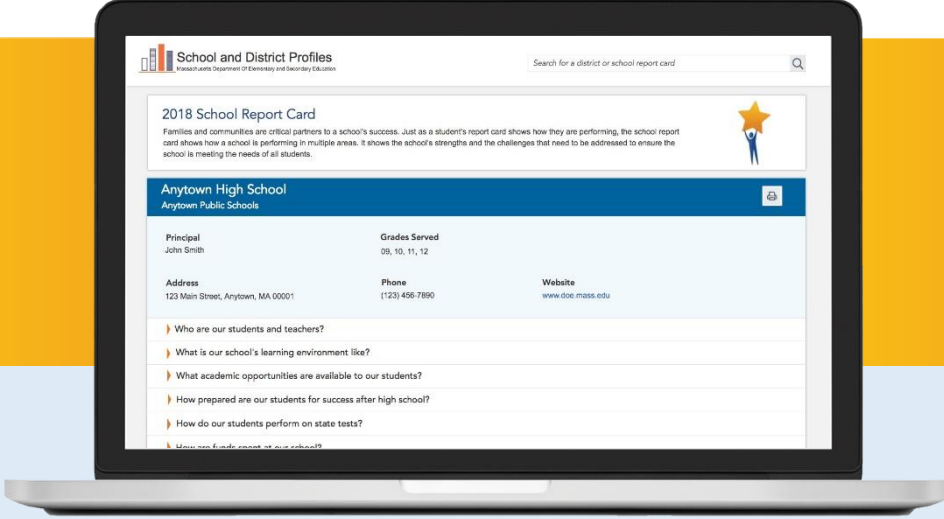 School and District Profiles
Massachusetts Department Of Elementary and Secondary Education
Search for a district or school report card
2018 School Report Card
Families and communities are critical partners to a school's success. Just as a student's report card shows how they are performing, the school report
card shows how a school is performing in multiple areas. It shows the school's strengths and the challenges that need to be addressed to ensure the
school is meeting the needs of all students.
Anytown High School
Anytown Public Schools
Principal
John Smith
Grades Served
09, 10, 11, 12
Address
123 Main Street, Anytown, MA 00001
Phone
(123) 456-7890
Website
www.doe.mass.edu
Who are our students and teachers?
What is our school's learning environment like?
What academic opportunities are available to our students?
How prepared are our students for success after high school?
How do our students perform on state tests?
How are funds spent at our school?